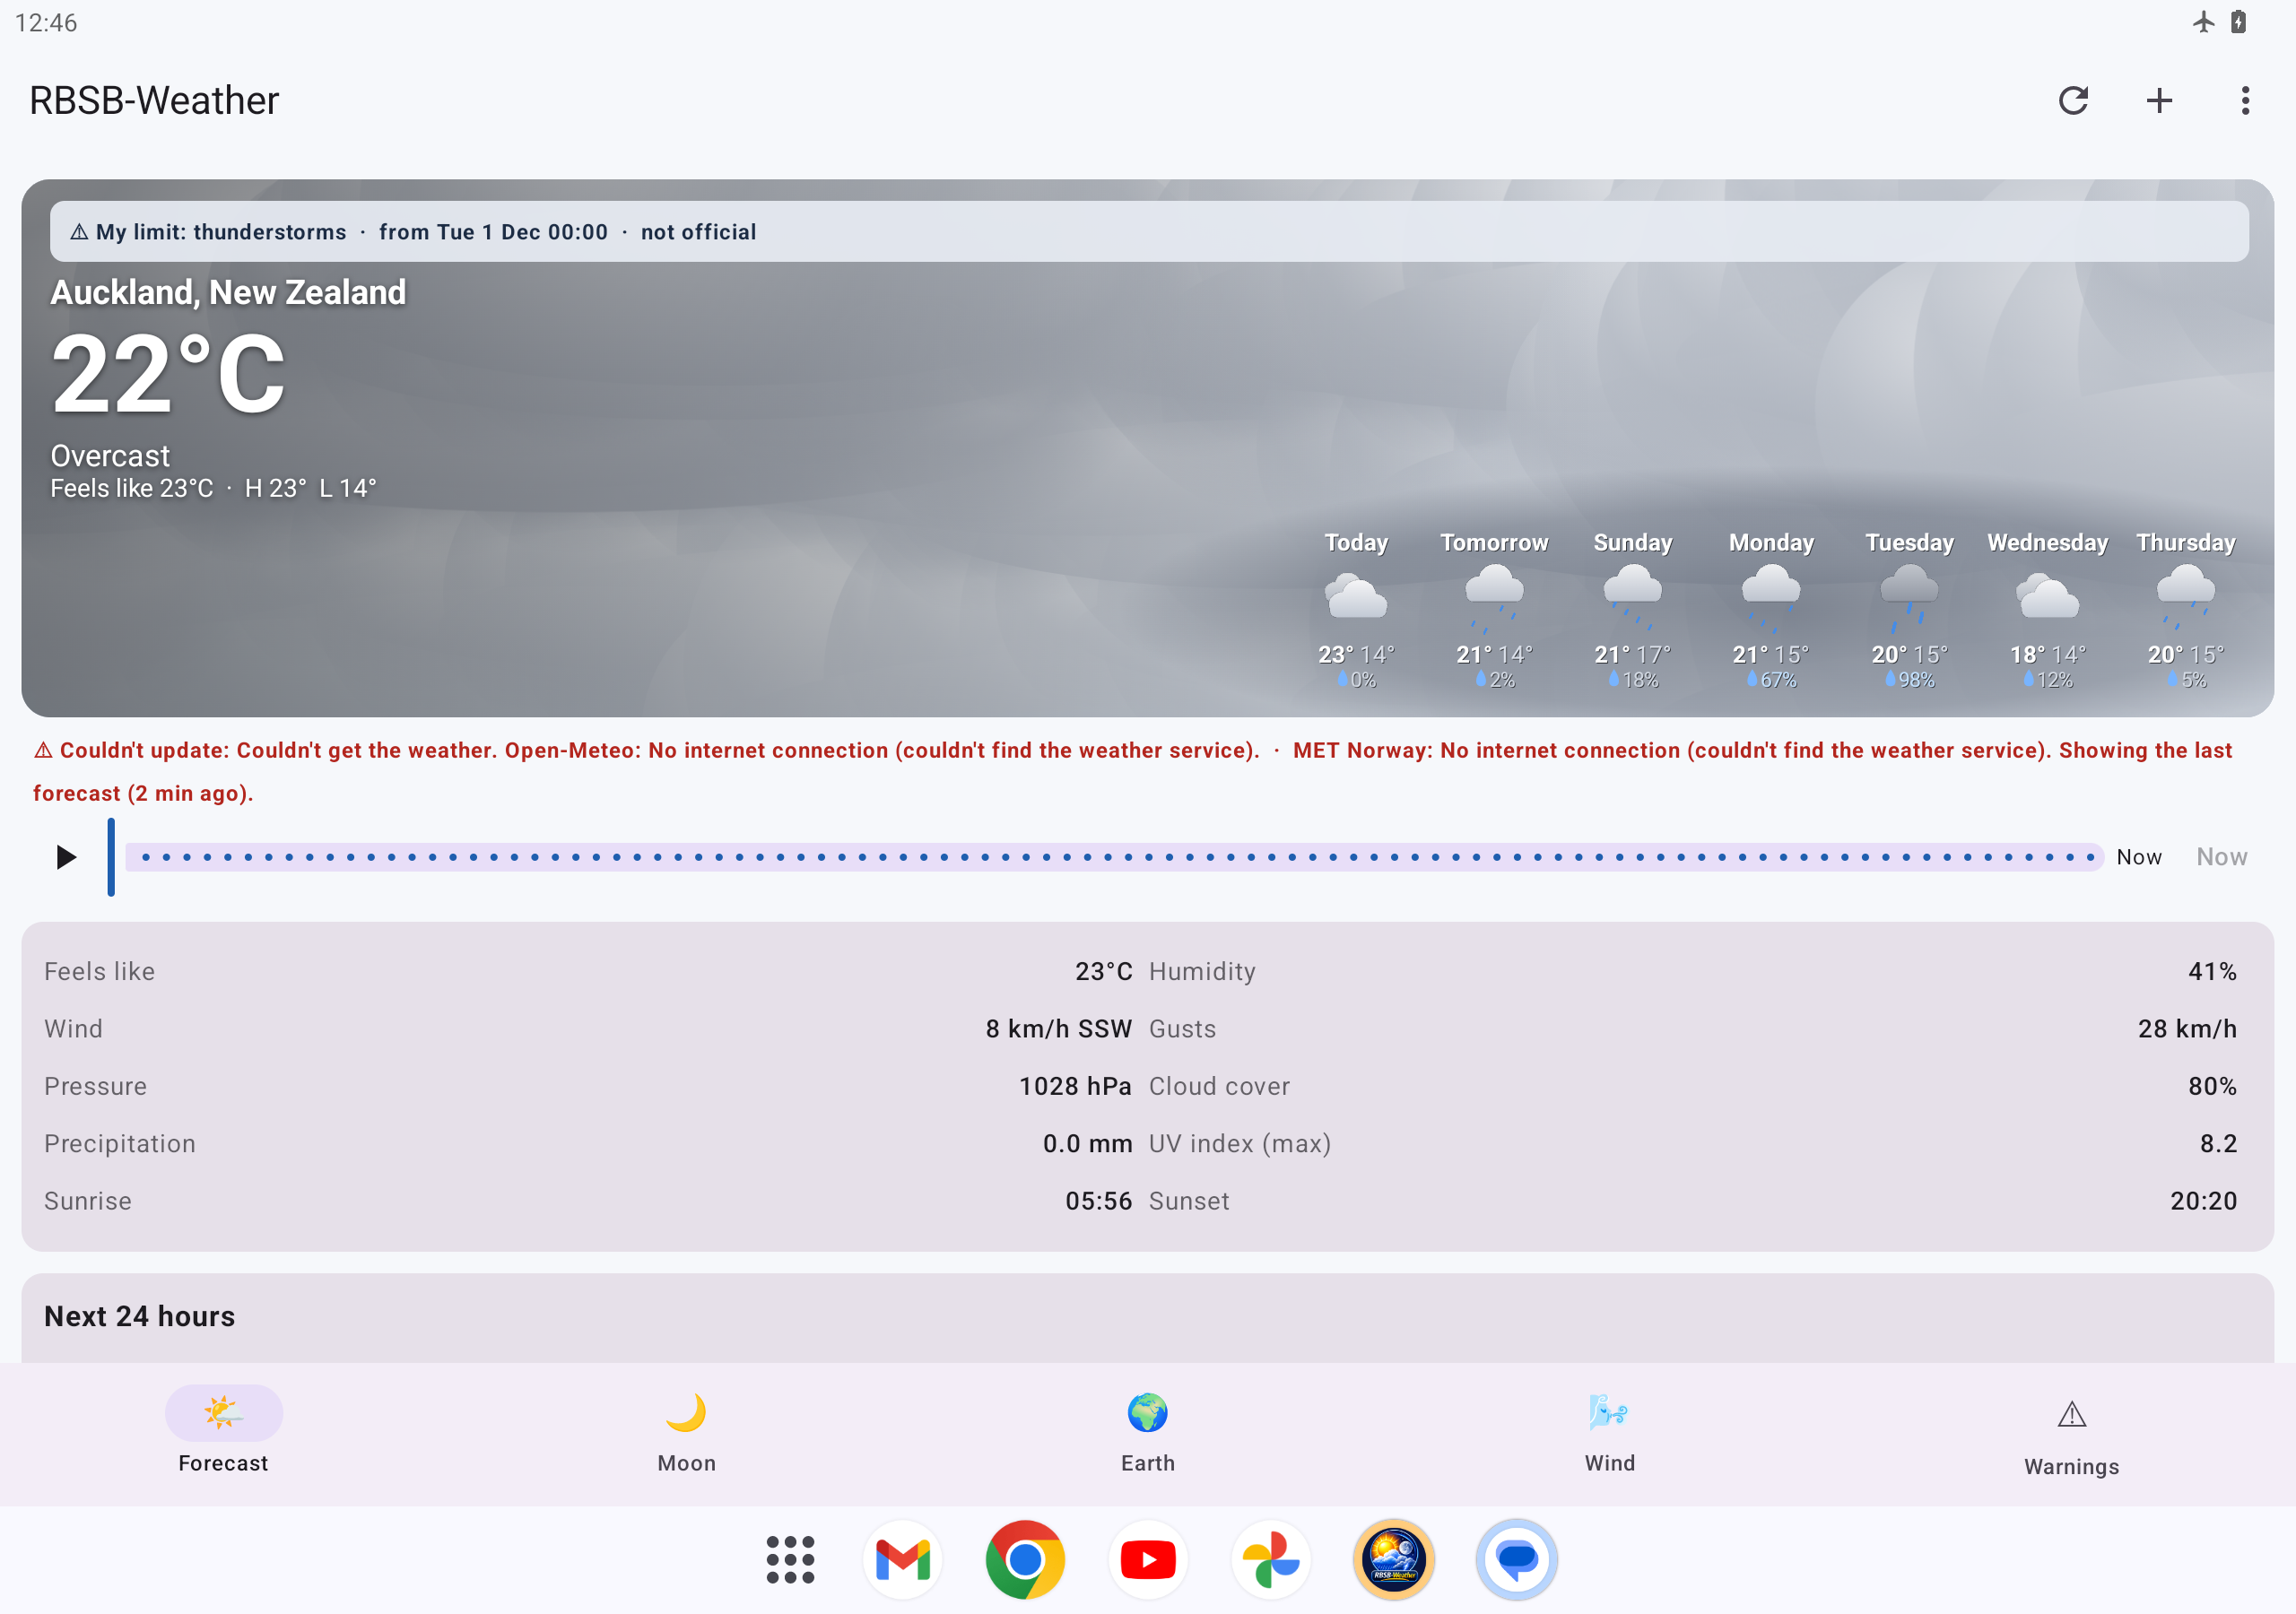 12:46
RBSB-Weather
⚠ My limit: thunderstorms · from Tue 1 Dec 00:00 · not official
Auckland, New Zealand
22°C
Overcast
Feels like 23°C · H 23° L 14°
Today Tomorrow Sunday Monday Tuesday Wednesday Thursday
23° 14° 21° 14° 21° 17° 21° 15° 20° 15° 18° 14° 20° 15°
0% 2% 18% 67% 98% 12% 5%
⚠ Couldn't update: Couldn't get the weather. Open-Meteo: No internet connection (couldn't find the weather service). · MET Norway: No internet connection (couldn't find the weather service). Showing the last
forecast (2 min ago).
Now Now
Feels like 23°C Humidity 41%
Wind 8 km/h SSW Gusts 28 km/h
Pressure 1028 hPa Cloud cover 80%
Precipitation 0.0 mm UV index (max) 8.2
Sunrise 05:56 Sunset 20:20
Next 24 hours
Forecast Moon Earth Wind Warnings
RBSB-Weather